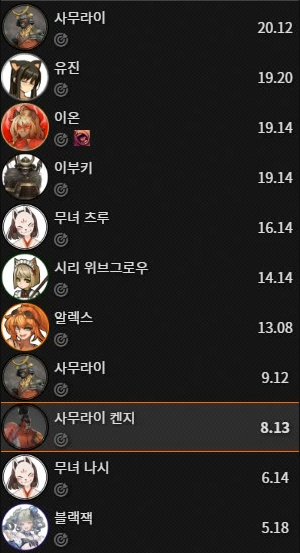 사무라이
20.12
유진
19.20
이온
19.14
이부키
19.14
무녀 츠루
16.14
시리 위브그로우
14.14
알렉스
13.08
사무라이
9.12
사무라이 켄지
8.13
무녀 나시
6.14
블랙잭
5.18